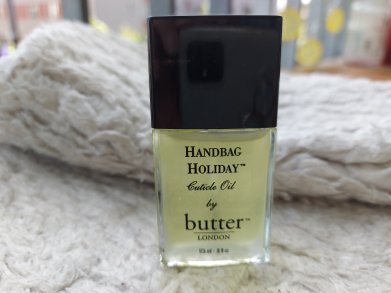 HANDBAG
HOLIDAY™
Cuticle Oil
by
butter™
LONDON